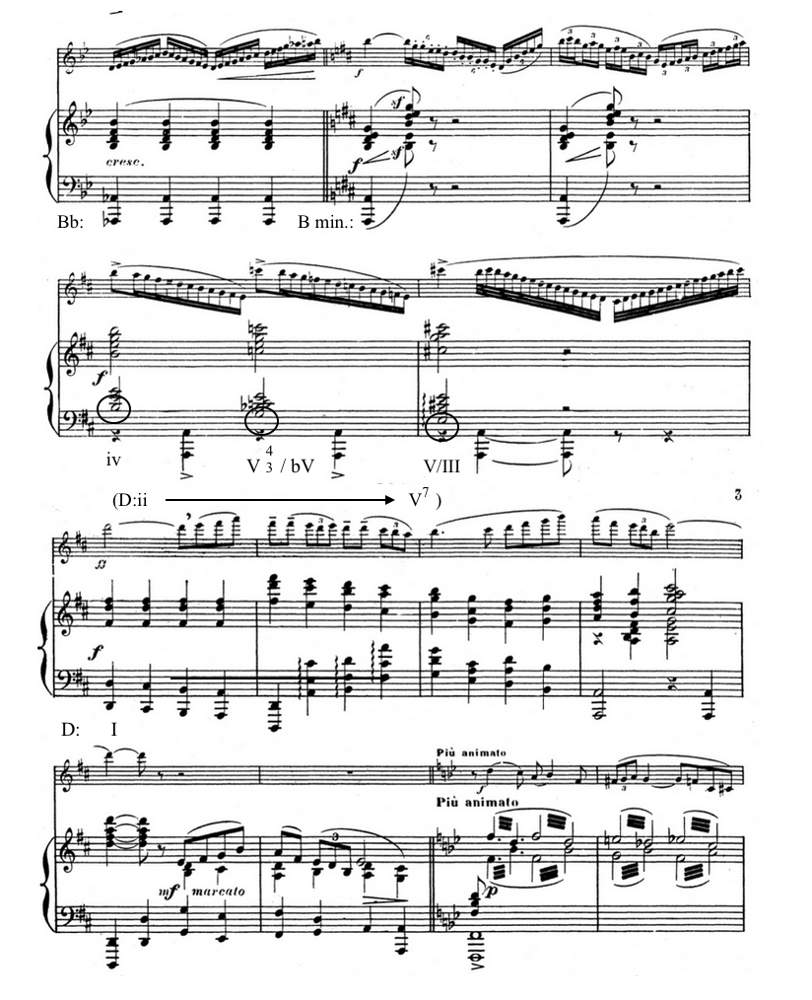 cresc.
f
sf
f sf
Bb: B min.:
f
iv V 4 3 / bV V/III
(D:ii V7 )
3
ff
f
D: I
Più animato
f
Più animato
mf marcato
p